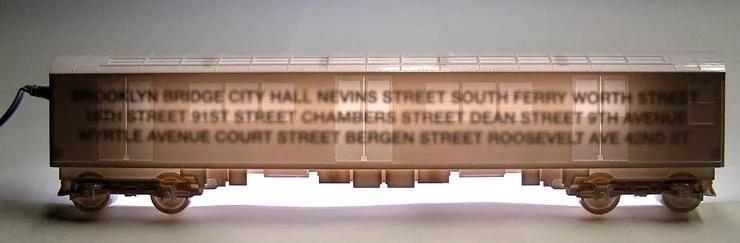 BROOKLYN BRIDGE CITY HALL NEVINS STREET SOUTH FERRY WORTH STREET
18TH STREET 91ST STREET CHAMBERS STREET DEAN STREET 9TH AVENUE
MYRTLE AVENUE COURT STREET BERGEN STREET ROOSEVELT AVE 42ND ST